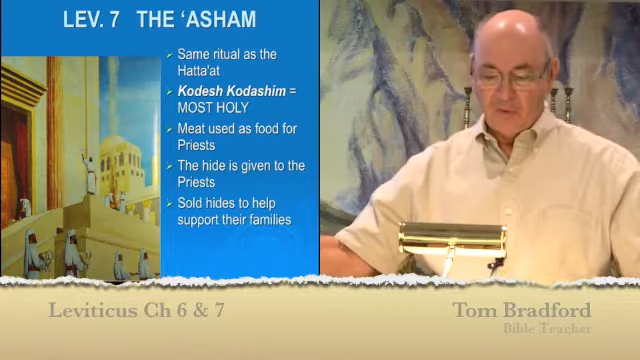 LEV. 7 THE ‘ASHAM
➢ Same ritual as the
Hatta'at
➢ Kodesh Kodashim =
MOST HOLY
➢ Meat used as food for
Priests
➢ The hide is given to the
Priests
➢ Sold hides to help
support their families
Leviticus Ch 6 & 7
Tom Bradford
Bible Teacher